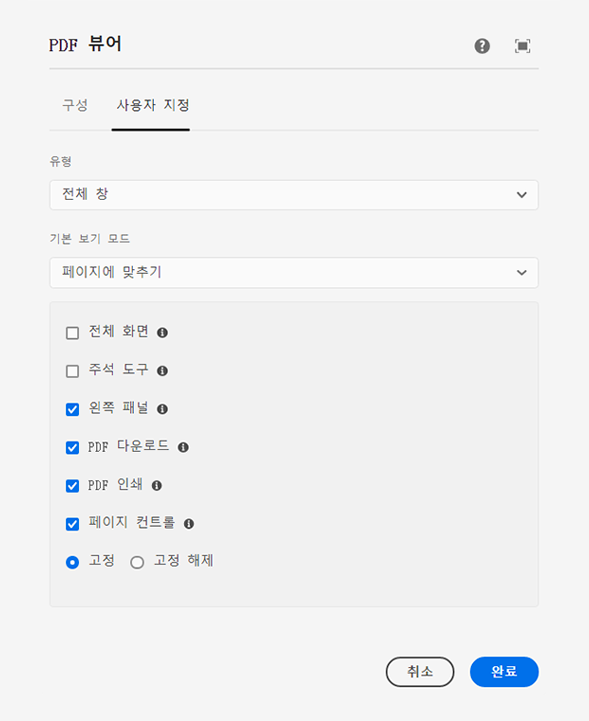 PDF 뷰어
구성 사용자 지정
유형
전체 창
기본 보기 모드
페이지에 맞추기
전체 화면
주석 도구
왼쪽 패널
PDF 다운로드
PDF 인쇄
페이지 컨트롤
고정 고정 해제
취소 완료